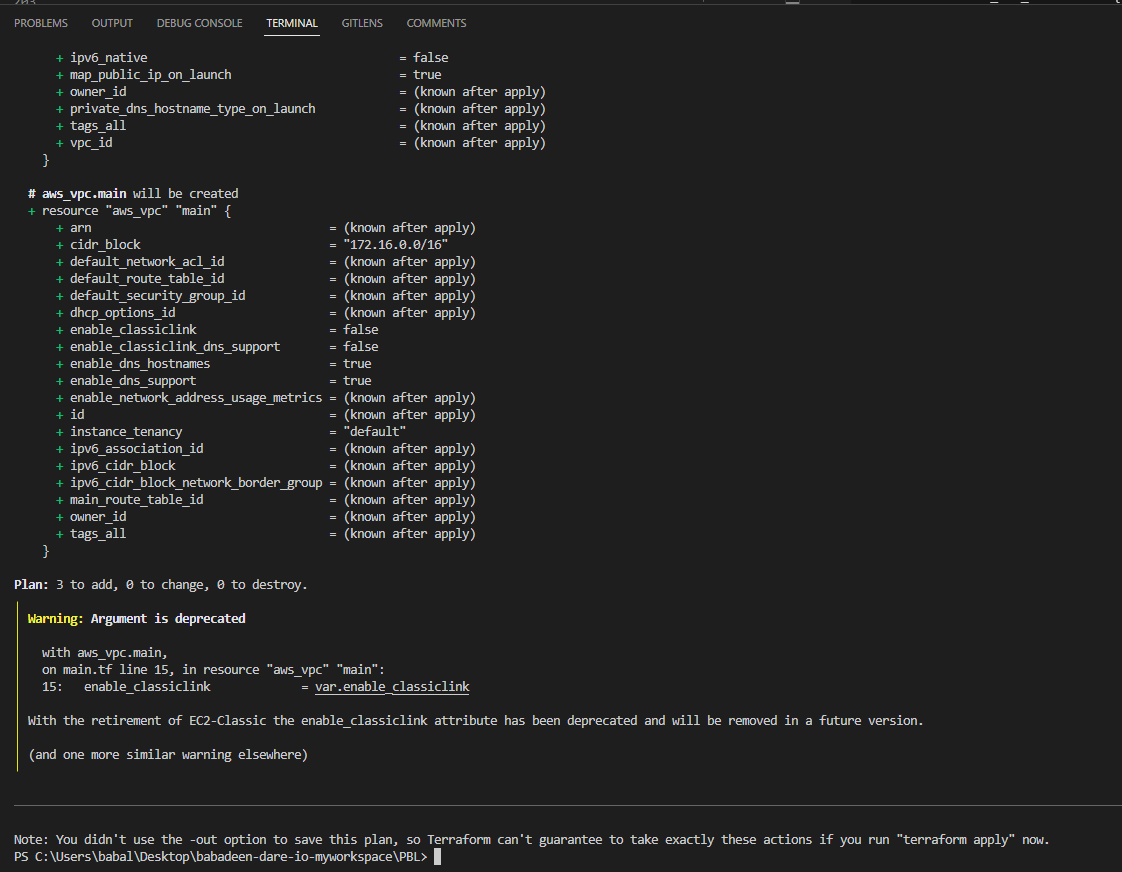 PROBLEMS OUTPUT DEBUG CONSOLE TERMINAL GITLENS COMMENTS
+ ipv6_native = false
+ map_public_ip_on_launch = true
+ owner_id = (known after apply)
+ private_dns_hostname_type_on_launch = (known after apply)
+ tags_all = (known after apply)
+ vpc_id = (known after apply)
}
# aws_vpc.main will be created
+ resource "aws_vpc" "main" {
+ arn = (known after apply)
+ cidr_block = "172.16.0.0/16"
+ default_network_acl_id = (known after apply)
+ default_route_table_id = (known after apply)
+ default_security_group_id = (known after apply)
+ dhcp_options_id = (known after apply)
+ enable_classiclink = false
+ enable_classiclink_dns_support = false
+ enable_dns_hostnames = true
+ enable_dns_support = true
+ enable_network_address_usage_metrics = (known after apply)
+ id = (known after apply)
+ instance_tenancy = "default"
+ ipv6_association_id = (known after apply)
+ ipv6_cidr_block = (known after apply)
+ ipv6_cidr_block_network_border_group = (known after apply)
+ main_route_table_id = (known after apply)
+ owner_id = (known after apply)
+ tags_all = (known after apply)
}
Plan: 3 to add, 0 to change, 0 to destroy.
Warning: Argument is deprecated
with aws_vpc.main,
on main.tf line 15, in resource "aws_vpc" "main":
15: enable_classiclink = var.enable_classiclink
With the retirement of EC2-Classic the enable_classiclink attribute has been deprecated and will be removed in a future version.
(and one more similar warning elsewhere)
Note: You didn't use the -out option to save this plan, so Terraform can't guarantee to take exactly these actions if you run "terraform apply" now.
PS C:\Users\babal\Desktop\babadeen-dare-io-myworkspace\PBL>